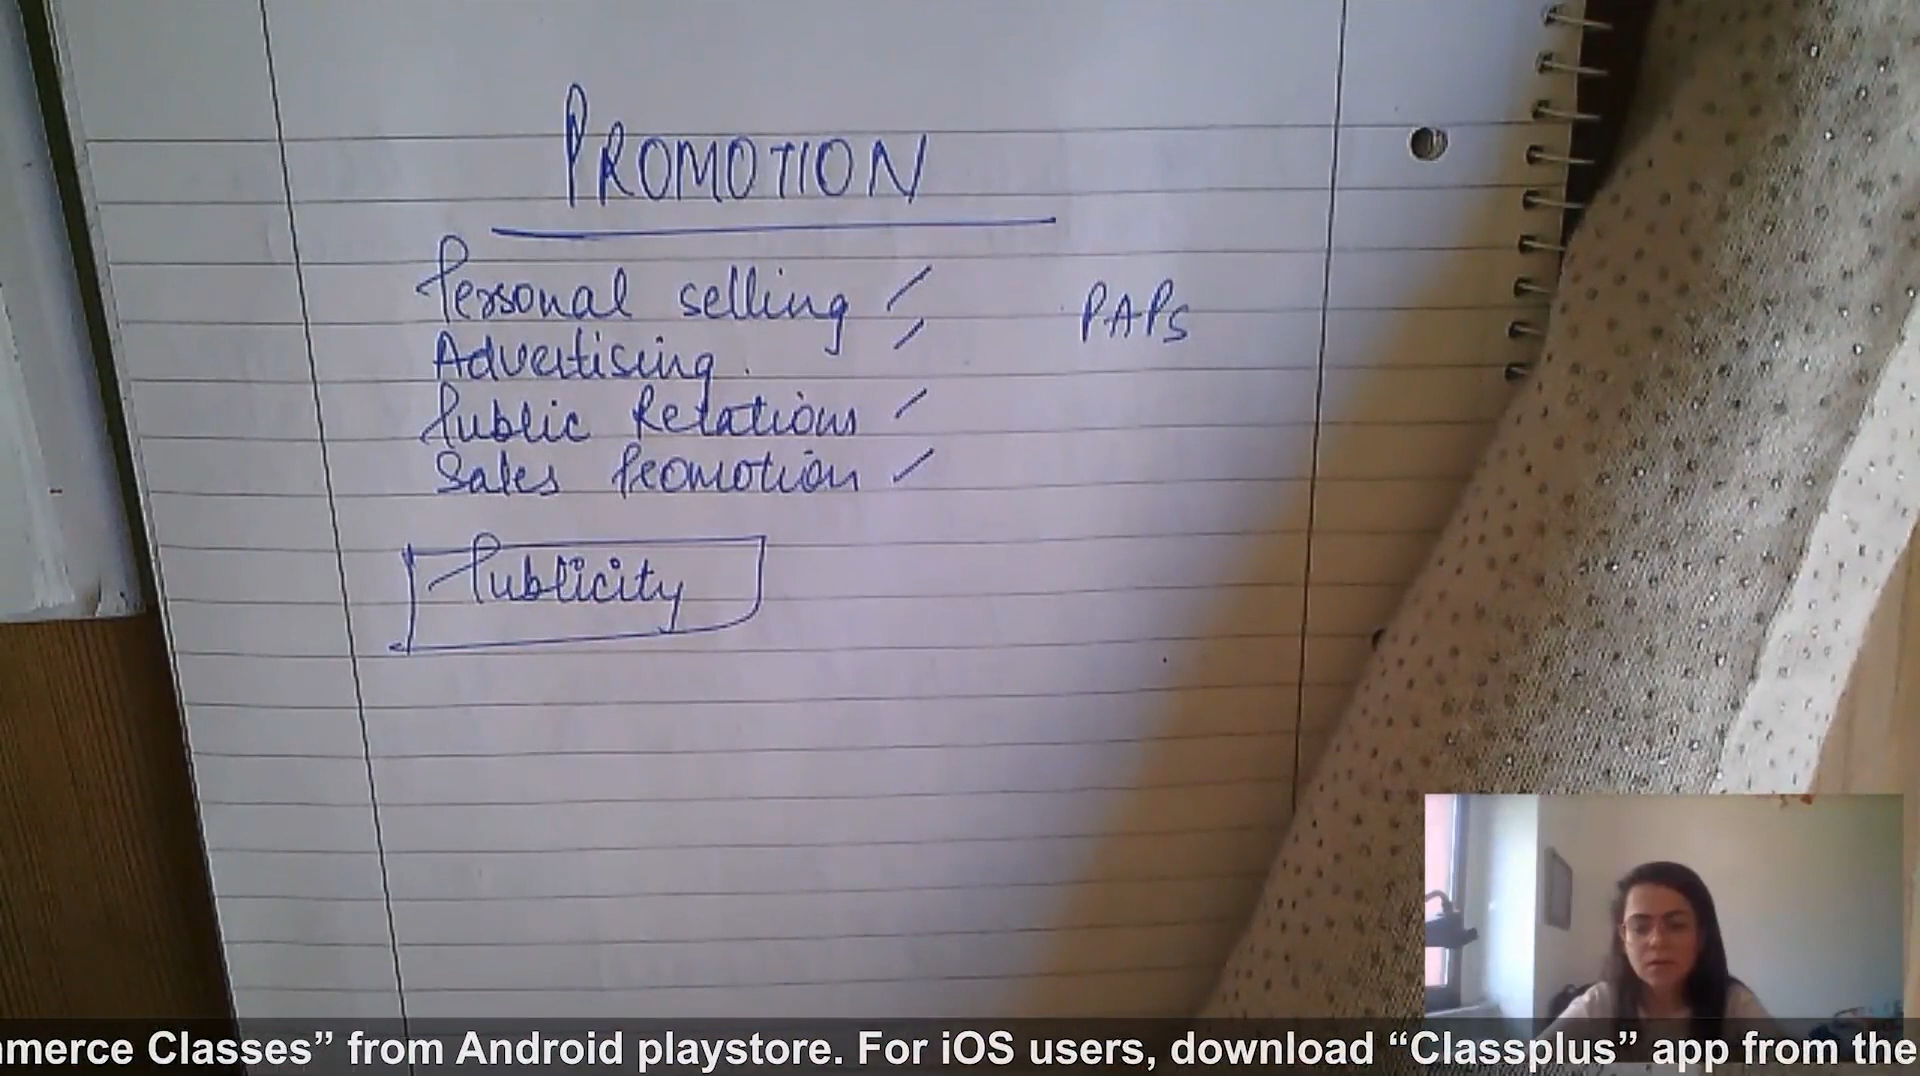 PROMOTION
Personal selling
PAPs
Advertising.
Public Relations
Sales Promotion
Publicity
mmerce Classes” from Android playstore. For iOS users, download “Classplus” app from the